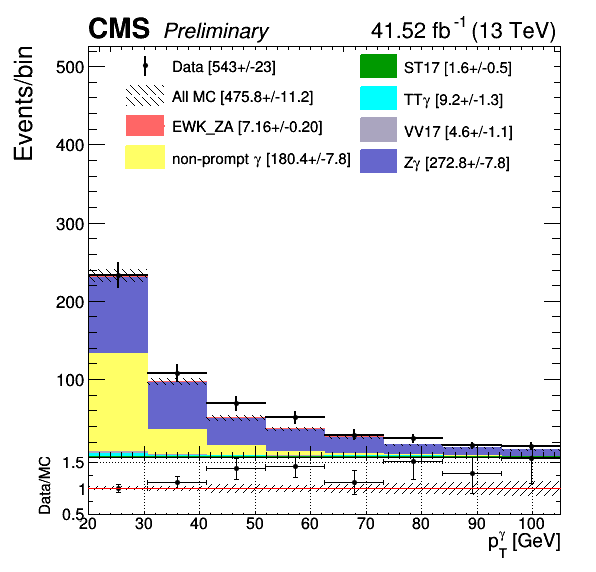 CMS Preliminary 41.52 fb⁻¹ (13 TeV)
Events/bin
Data [543+/-23]
All MC [475.8+/-11.2]
EWK_ZA [7.16+/-0.20]
non-prompt γ [180.4+/-7.8]
ST17 [1.6+/-0.5]
TTγ [9.2+/-1.3]
VV17 [4.6+/-1.1]
Zγ [272.8+/-7.8]
500
400
300
200
100
Data/MC
1.5
1
0.5
20 30 40 50 60 70 80 90 100
p_T^γ [GeV]